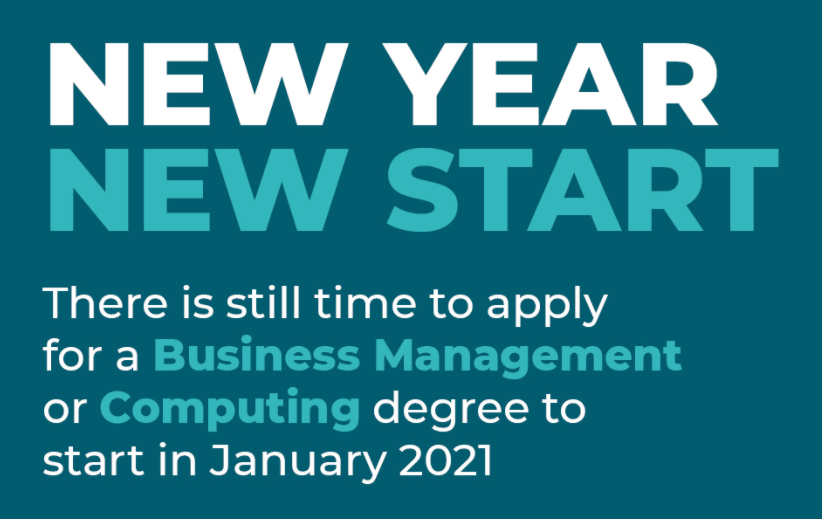 NEW YEAR
NEW START
There is still time to apply
for a Business Management
or Computing degree to
start in January 2021